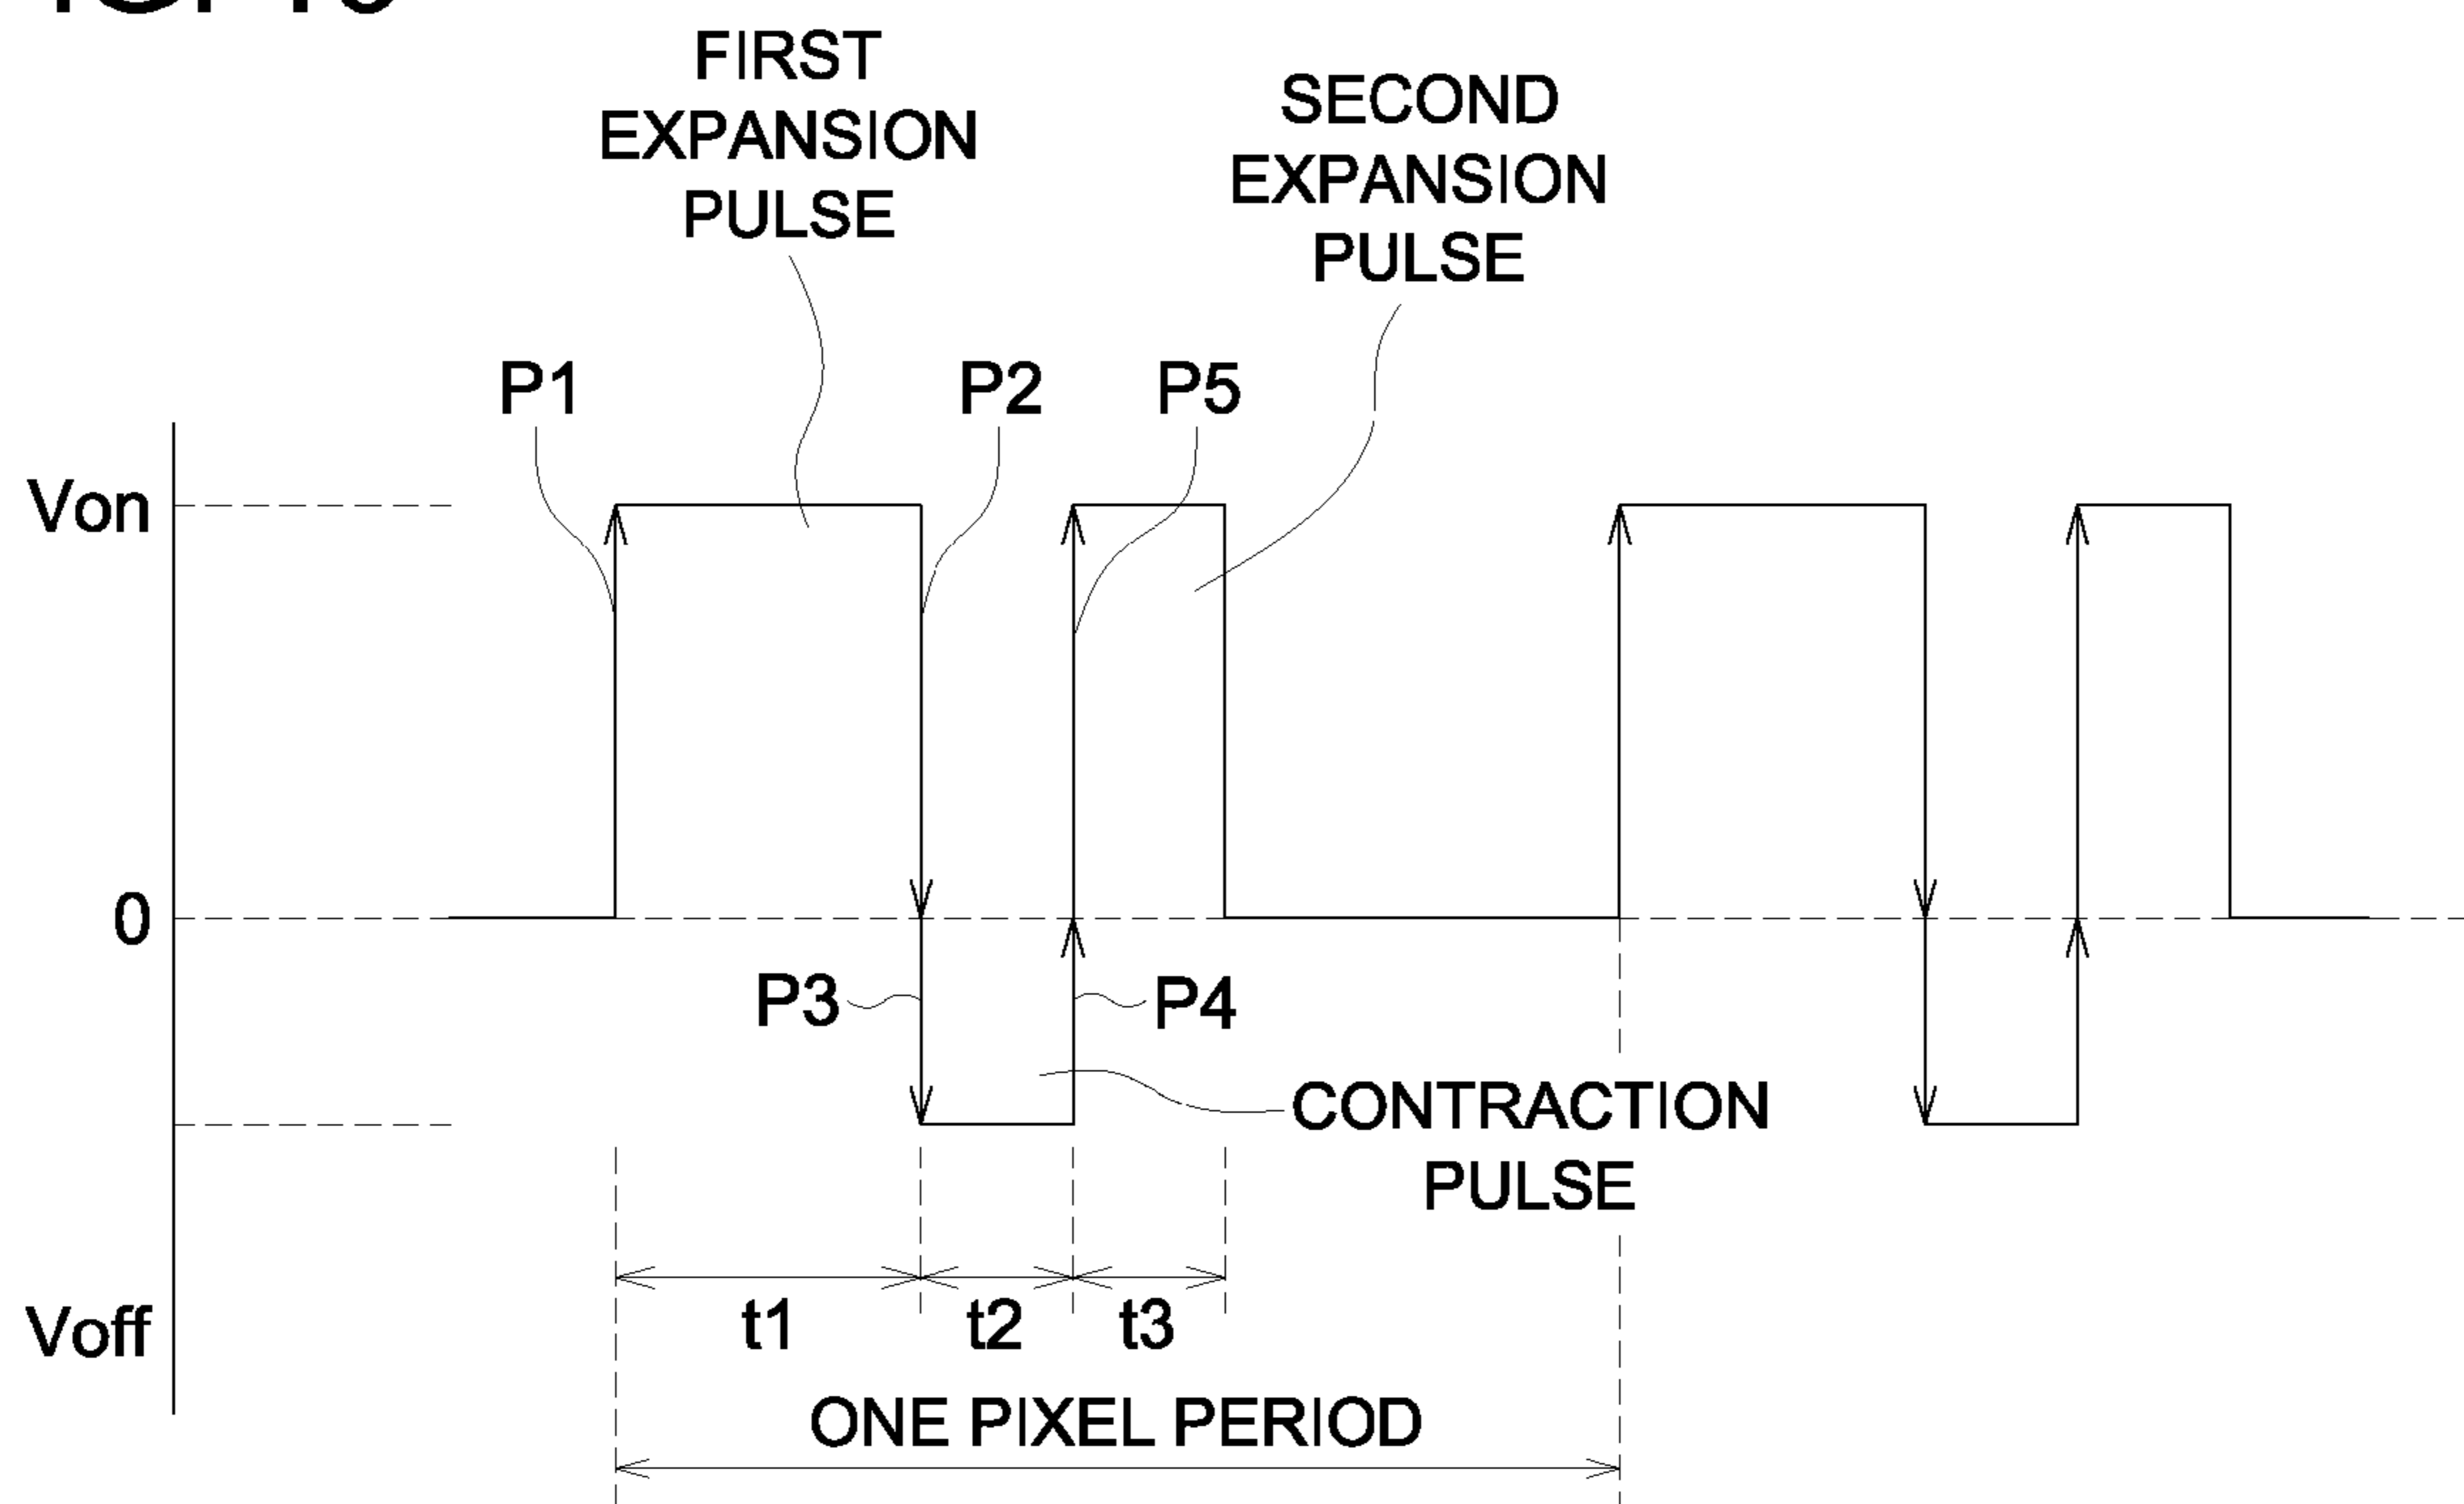 FIRST
EXPANSION
PULSE
SECOND
EXPANSION
PULSE
P1
P2
P5
Von
0
P3
P4
CONTRACTION
PULSE
t1
t2
t3
Voff
ONE PIXEL PERIOD